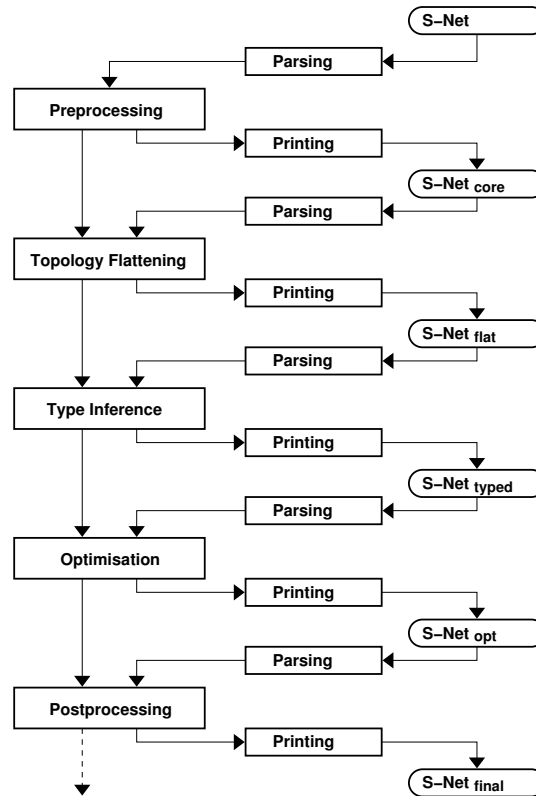 S–Net
Parsing
Preprocessing
Printing
S–Net core
Parsing
Topology Flattening
Printing
S–Net flat
Parsing
Type Inference
Printing
S–Net typed
Parsing
Optimisation
Printing
S–Net opt
Parsing
Postprocessing
Printing
S–Net final